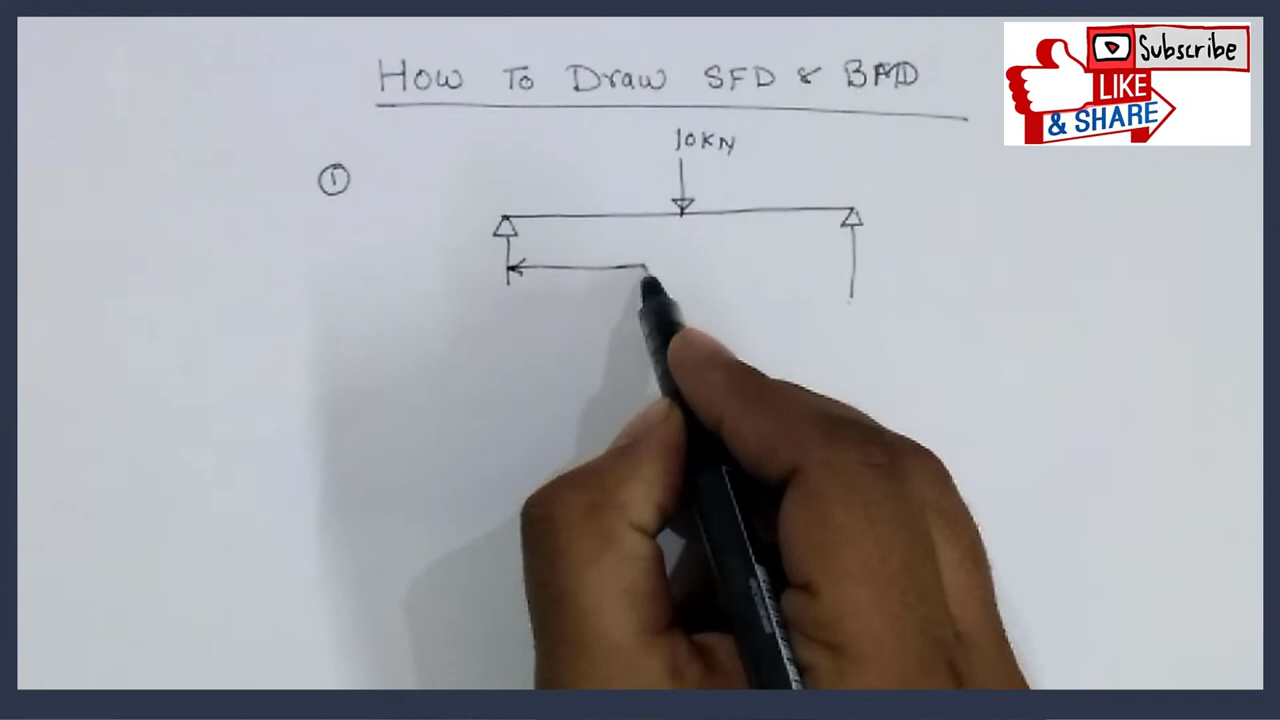 How To Draw SFD & BMD
10KN
①
Subscribe
LIKE
& SHARE